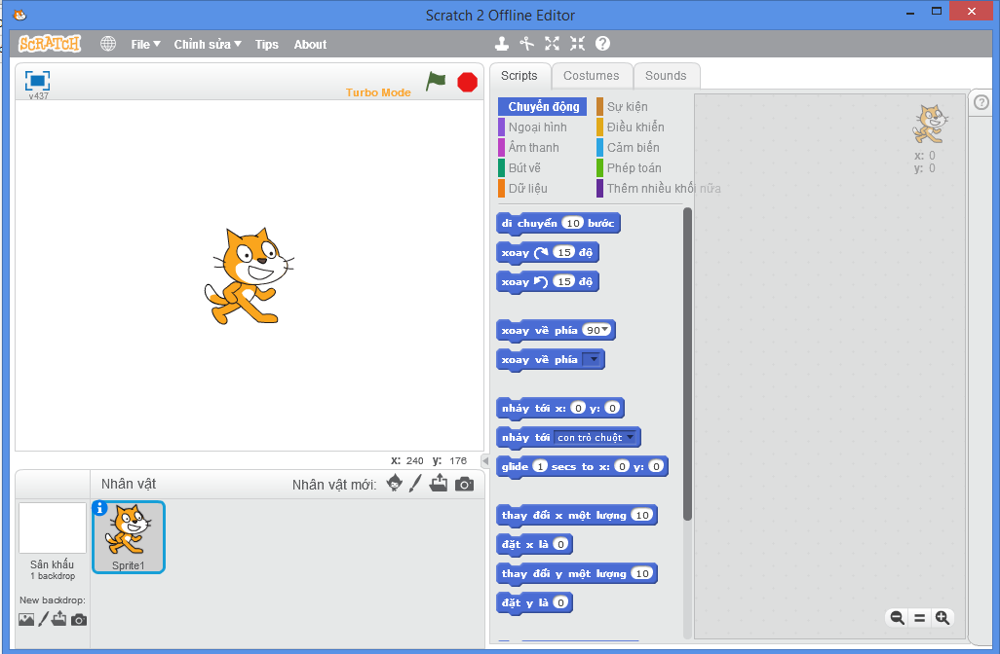 Scratch 2 Offline Editor
SCRATCH File Chỉnh sửa Tips About
v437
Turbo Mode
x: 240 y: 176
Nhân vật Nhân vật mới:
Sprite1
Sân khấu
1 backdrop
New backdrop:
Scripts Costumes Sounds
Chuyển động Sự kiện
Ngoại hình Điều khiển
Âm thanh Cảm biến
Bút vẽ Phép toán
Dữ liệu Thêm nhiều khối nữa
di chuyển 10 bước
xoay 15 độ
xoay 15 độ
xoay về phía 90
xoay về phía
nhảy tới x: 0 y: 0
nhảy tới con trỏ chuột
glide 1 secs to x: 0 y: 0
thay đổi x một lượng 10
đặt x là 0
thay đổi y một lượng 10
đặt y là 0
x: 0
y: 0